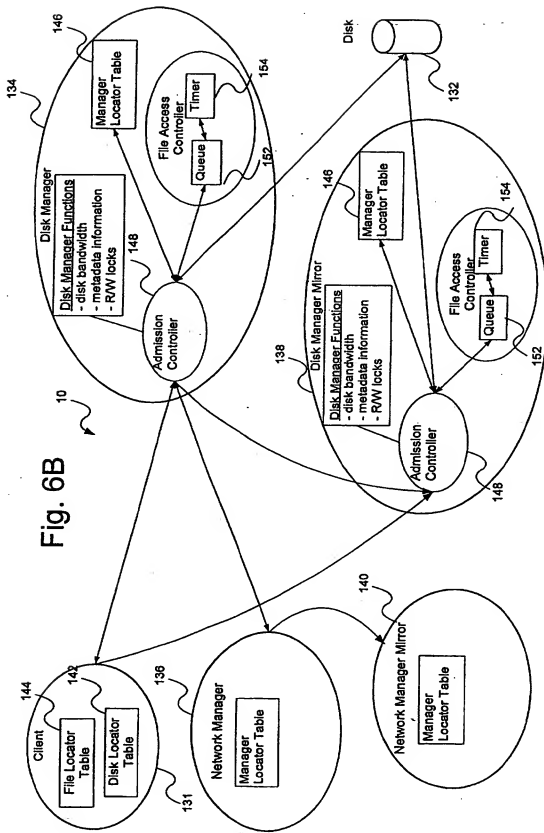 Fig. 6B
10
134
Disk Manager
Disk Manager Functions
- disk bandwidth
- metadata information
- R/W locks
148
Admission
Controller
146
Manager
Locator Table
File Access
Controller
Queue
Timer
152
154
Disk
132
138
Disk Manager Mirror
Disk Manager Functions
- disk bandwidth
- metadata information
- R/W locks
Admission
Controller
148
146
Manager
Locator Table
File Access
Controller
Queue
Timer
152
154
144
142
Client
File Locator
Table
Disk Locator
Table
131
136
Network Manager
Manager
Locator Table
140
Network Manager Mirror
Manager
Locator Table